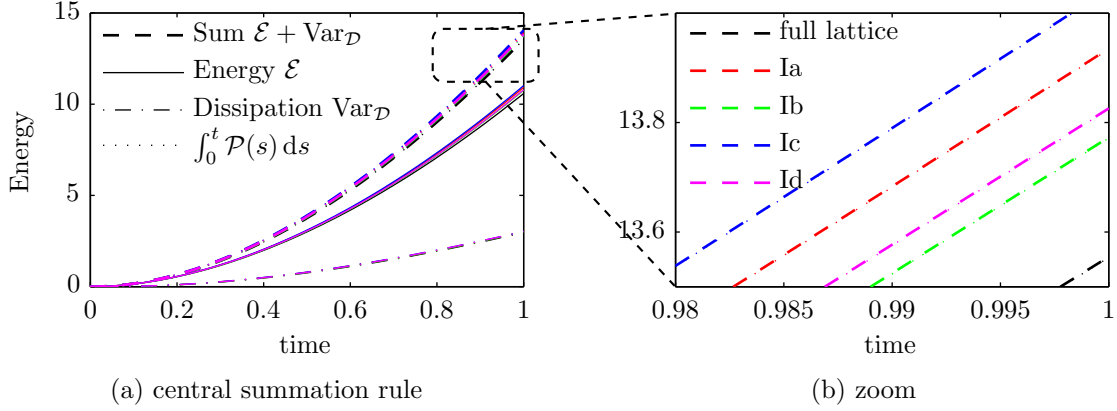 15
10
5
0
Energy
Sum ℰ + Var𝒟
Energy ℰ
Dissipation Var𝒟
∫₀ᵗ 𝒫(s) ds
0 0.2 0.4 0.6 0.8 1
time
(a) central summation rule
full lattice
Ia
Ib
Ic
Id
13.8
13.6
0.98 0.985 0.99 0.995 1
time
(b) zoom